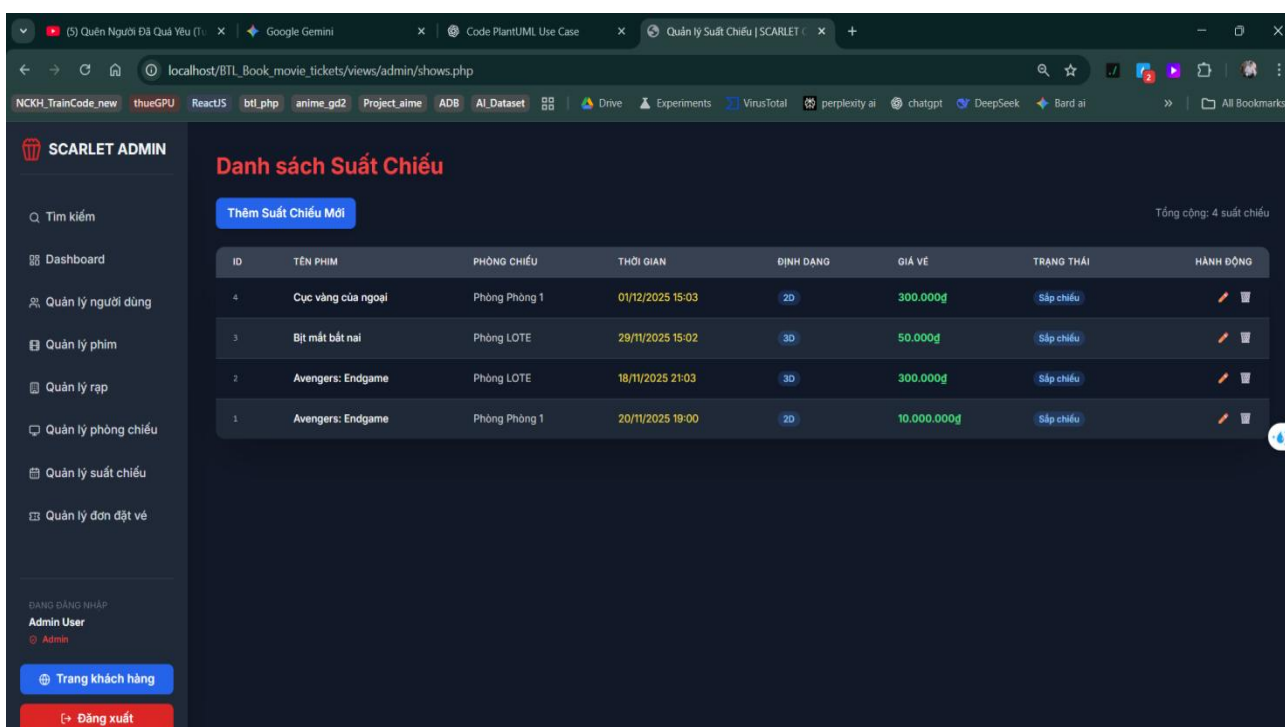 (5) Quên Người Đã Quá Yêu (Tu
Google Gemini
Code PlantUML Use Case
Quản lý Suất Chiếu | SCARLET C
localhost/BTL_Book_movie_tickets/views/admin/shows.php
NCKH_TrainCode_new thueGPU ReactJS btl_php anime_gd2 Project_aime ADB AI_Dataset Drive Experiments VirusTotal perplexity ai chatgpt DeepSeek Bard ai » All Bookmarks
SCARLET ADMIN
Tìm kiếm
Dashboard
Quản lý người dùng
Quản lý phim
Quản lý rạp
Quản lý phòng chiếu
Quản lý suất chiếu
Quản lý đơn đặt vé
ĐANG ĐĂNG NHẬP
Admin User
Admin
Trang khách hàng
Đăng xuất
Danh sách Suất Chiếu
Thêm Suất Chiếu Mới
Tổng cộng: 4 suất chiếu
ID TÊN PHIM PHÒNG CHIẾU THỜI GIAN ĐỊNH DẠNG GIÁ VÉ TRẠNG THÁI HÀNH ĐỘNG
4 Cục vàng của ngoại Phòng Phòng 1 01/12/2025 15:03 2D 300.000₫ Sắp chiếu
3 Bịt mắt bắt nai Phòng LOTE 29/11/2025 15:02 3D 50.000₫ Sắp chiếu
2 Avengers: Endgame Phòng LOTE 18/11/2025 21:03 3D 300.000₫ Sắp chiếu
1 Avengers: Endgame Phòng Phòng 1 20/11/2025 19:00 2D 10.000.000₫ Sắp chiếu